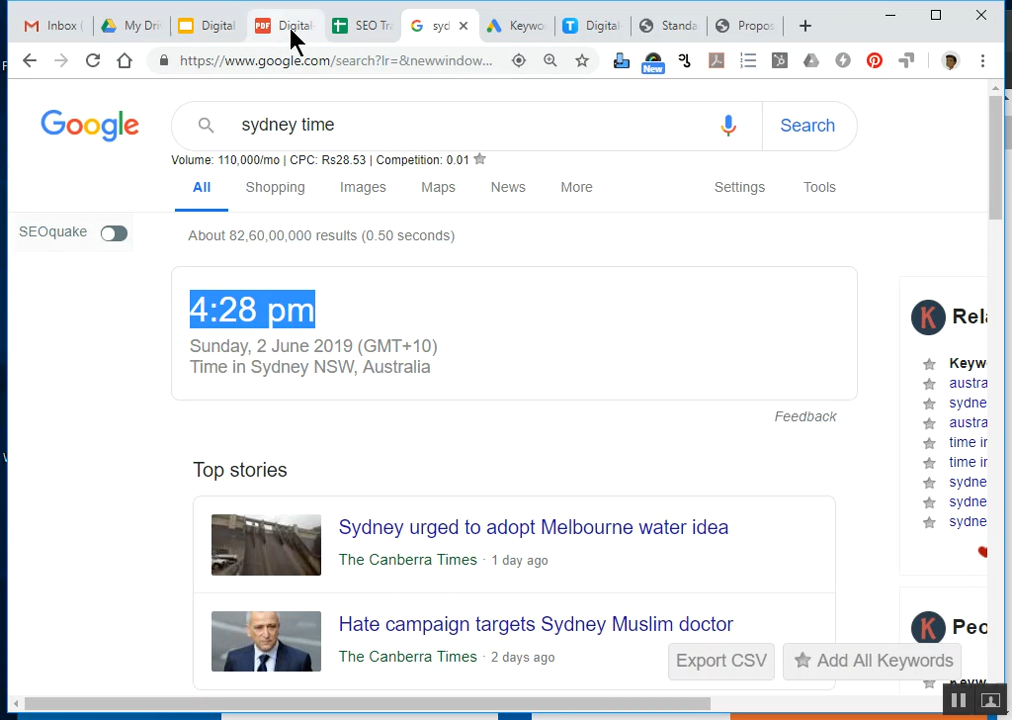 Inbox (
My Dri
Digital
PDF
Digital
SEO Tra
syd
Keywo
T
Digital
Standa
Propos
https://www.google.com/search?lr=&newwindow...
New
Google
sydney time
Search
Volume: 110,000/mo | CPC: Rs28.53 | Competition: 0.01
All
Shopping
Images
Maps
News
More
Settings
Tools
SEOquake
About 82,60,00,000 results (0.50 seconds)
4:28 pm
Sunday, 2 June 2019 (GMT+10)
Time in Sydney NSW, Australia
Feedback
K
Rela
Keyw
austra
sydne
austra
time in
time in
sydne
sydne
sydne
Top stories
Sydney urged to adopt Melbourne water idea
The Canberra Times · 1 day ago
Hate campaign targets Sydney Muslim doctor
The Canberra Times · 2 days ago
K
Peo
Export CSV
Add All Keywords